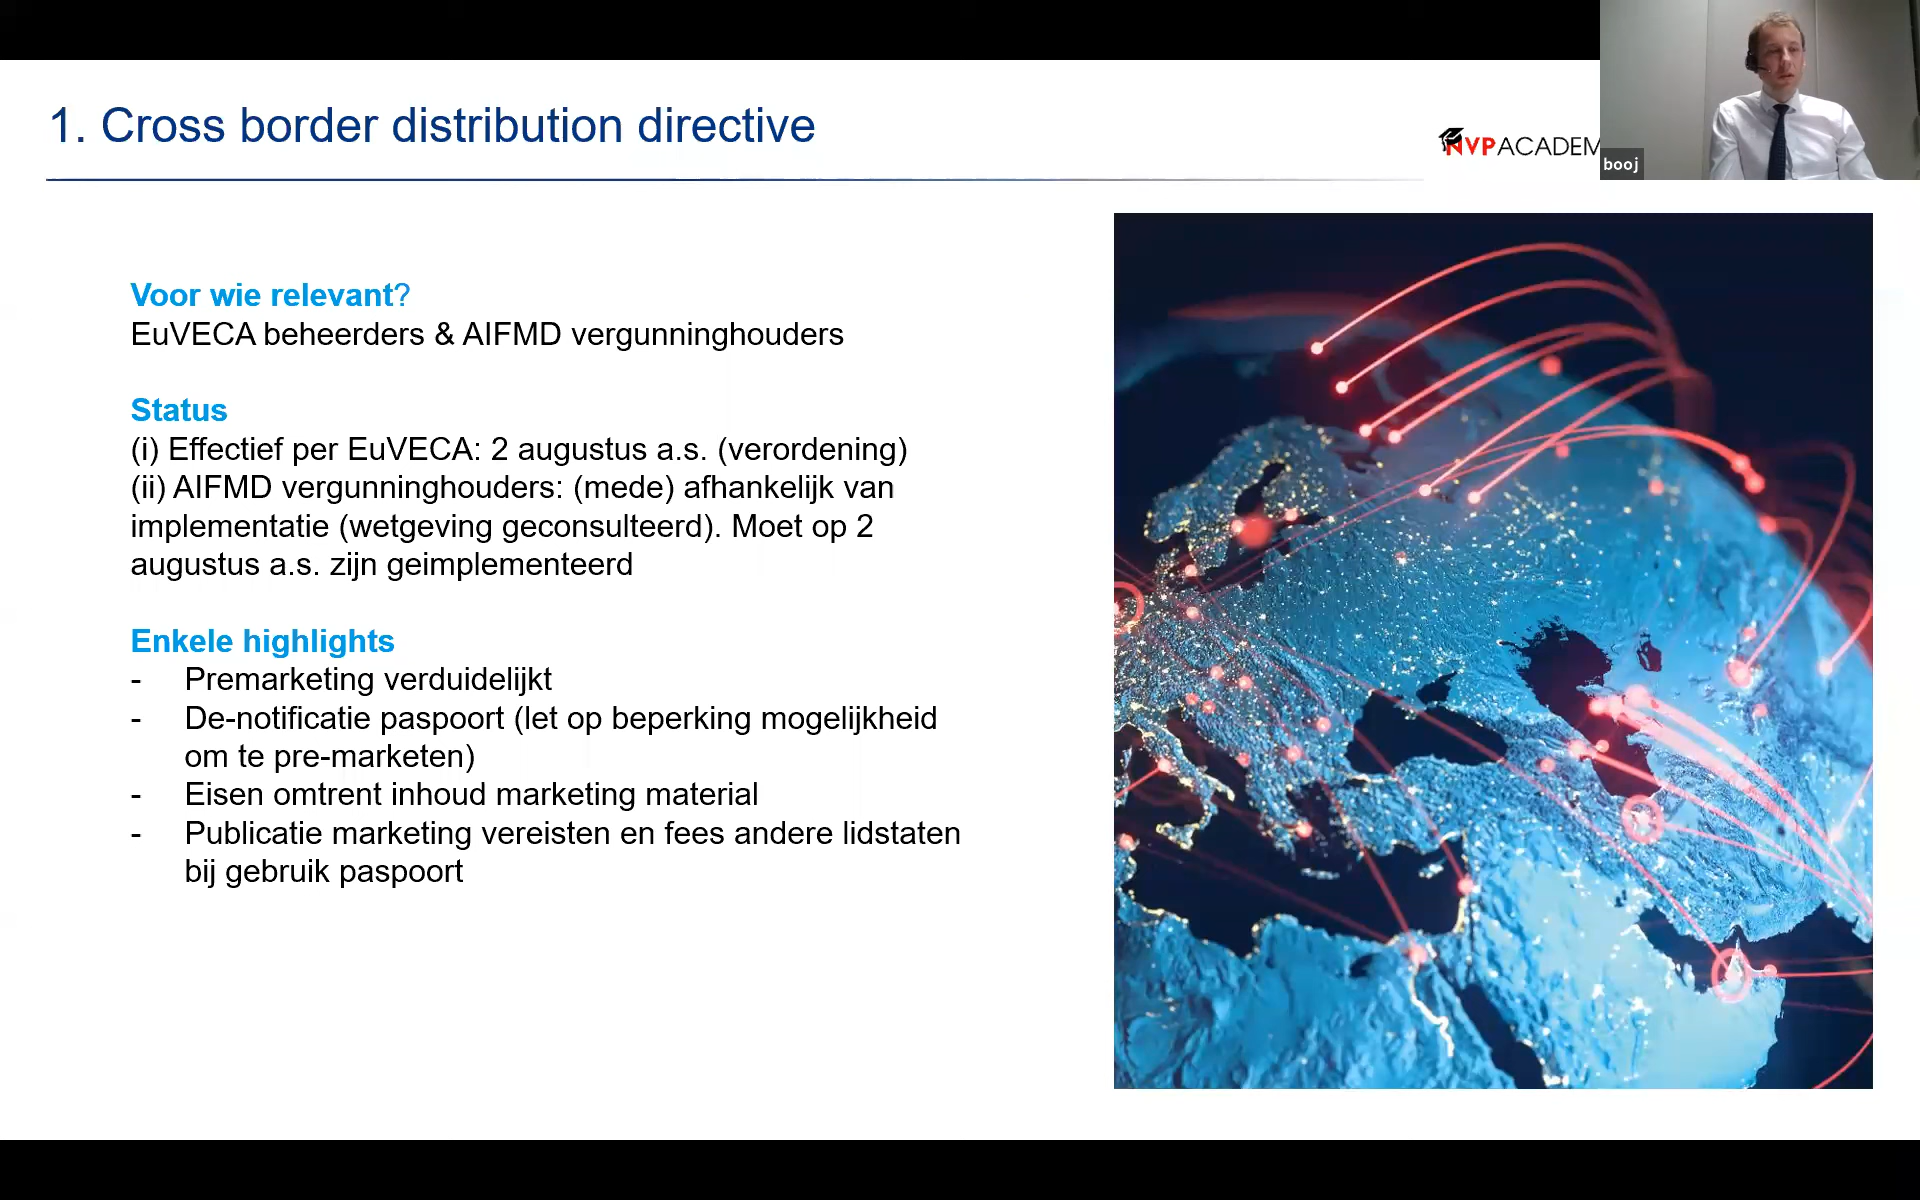 1. Cross border distribution directive
NVPACADEM
booj
Voor wie relevant?
EuVECA beheerders & AIFMD vergunninghouders
Status
(i) Effectief per EuVECA: 2 augustus a.s. (verordening)
(ii) AIFMD vergunninghouders: (mede) afhankelijk van
implementatie (wetgeving geconsulteerd). Moet op 2
augustus a.s. zijn geimplementeerd
Enkele highlights
- Premarketing verduidelijkt
- De-notificatie paspoort (let op beperking mogelijkheid
om te pre-marketen)
- Eisen omtrent inhoud marketing material
- Publicatie marketing vereisten en fees andere lidstaten
bij gebruik paspoort